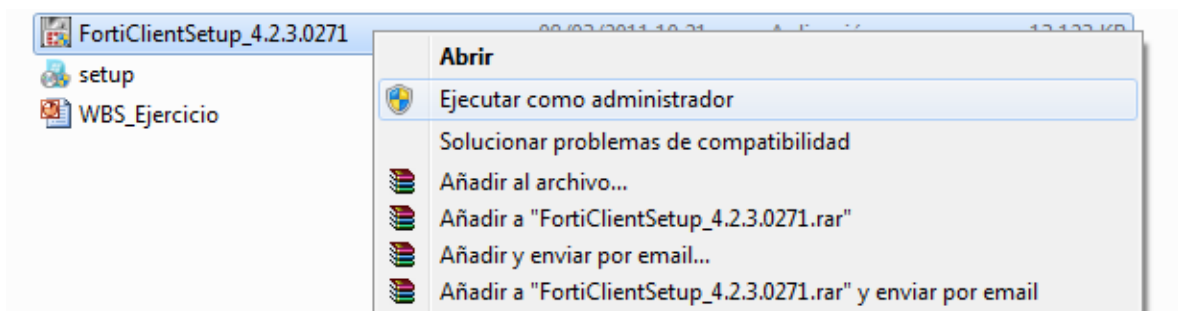 FortiClientSetup_4.2.3.0271
Abrir
setup
Ejecutar como administrador
WBS_Ejercicio
Solucionar problemas de compatibilidad
Añadir al archivo...
Añadir a "FortiClientSetup_4.2.3.0271.rar"
Añadir y enviar por email...
Añadir a "FortiClientSetup_4.2.3.0271.rar" y enviar por email